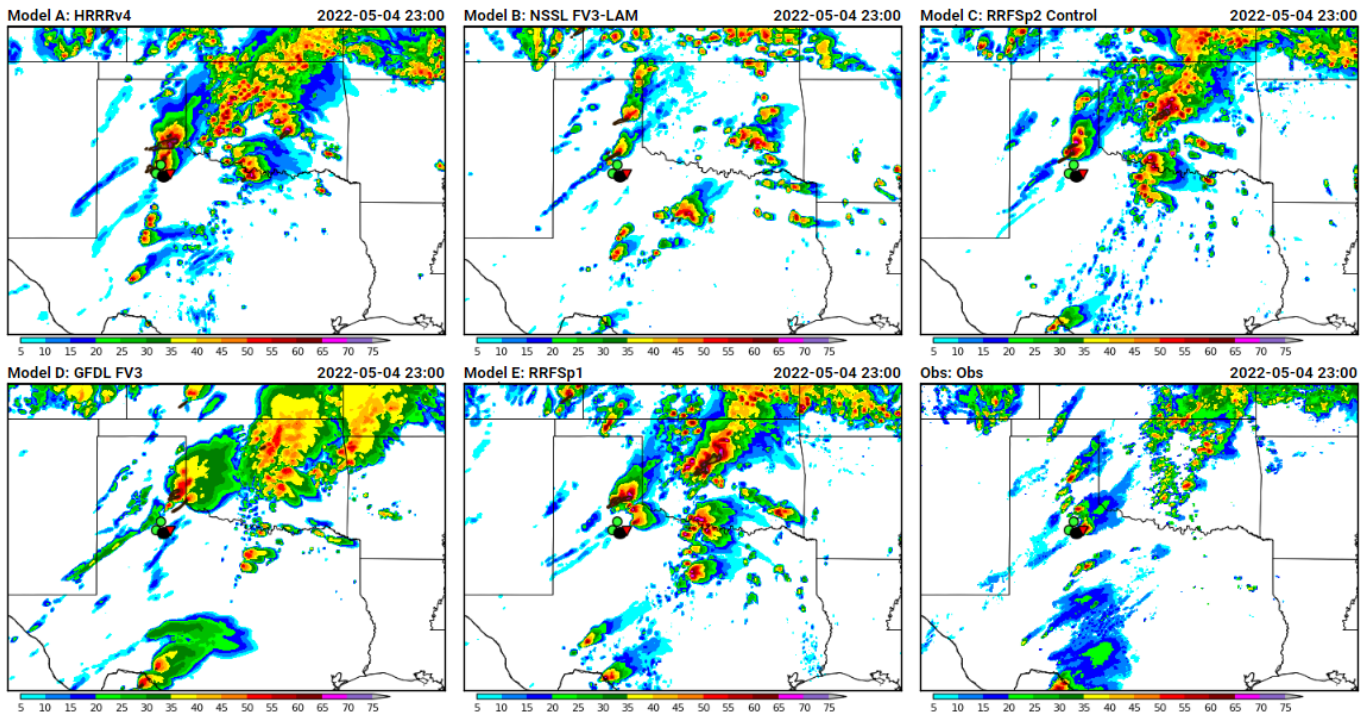 Model A: HRRRv4 2022-05-04 23:00
Model B: NSSL FV3-LAM 2022-05-04 23:00
Model C: RRFSp2 Control 2022-05-04 23:00
5 10 15 20 25 30 35 40 45 50 55 60 65 70 75
5 10 15 20 25 30 35 40 45 50 55 60 65 70 75
5 10 15 20 25 30 35 40 45 50 55 60 65 70 75
Model D: GFDL FV3 2022-05-04 23:00
Model E: RRFSp1 2022-05-04 23:00
Obs: Obs 2022-05-04 23:00
5 10 15 20 25 30 35 40 45 50 55 60 65 70 75
5 10 15 20 25 30 35 40 45 50 55 60 65 70 75
5 10 15 20 25 30 35 40 45 50 55 60 65 70 75